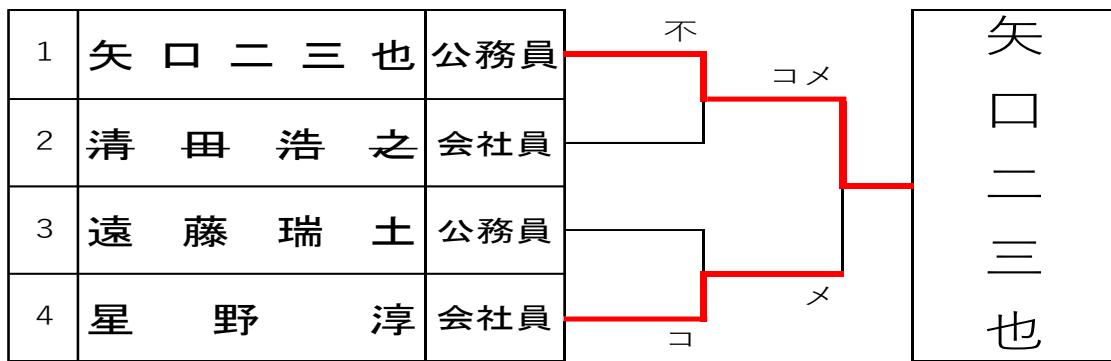 1 矢口二三也 公務員
2 清田浩之 会社員
3 遠藤瑞土 公務員
4 星野淳 会社員
不
コメ
メ
コ
矢口二三也